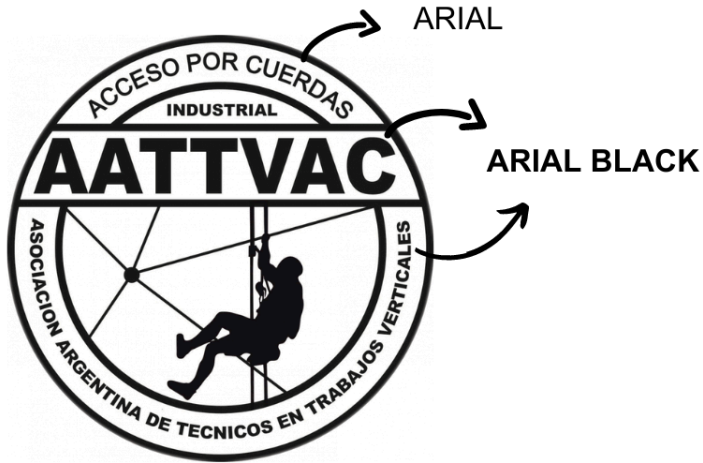 ARIAL
ACCESO POR CUERDAS
INDUSTRIAL
AATTVAC
ARIAL BLACK
ASOCIACION ARGENTINA DE TECNICOS EN TRABAJOS VERTICALES